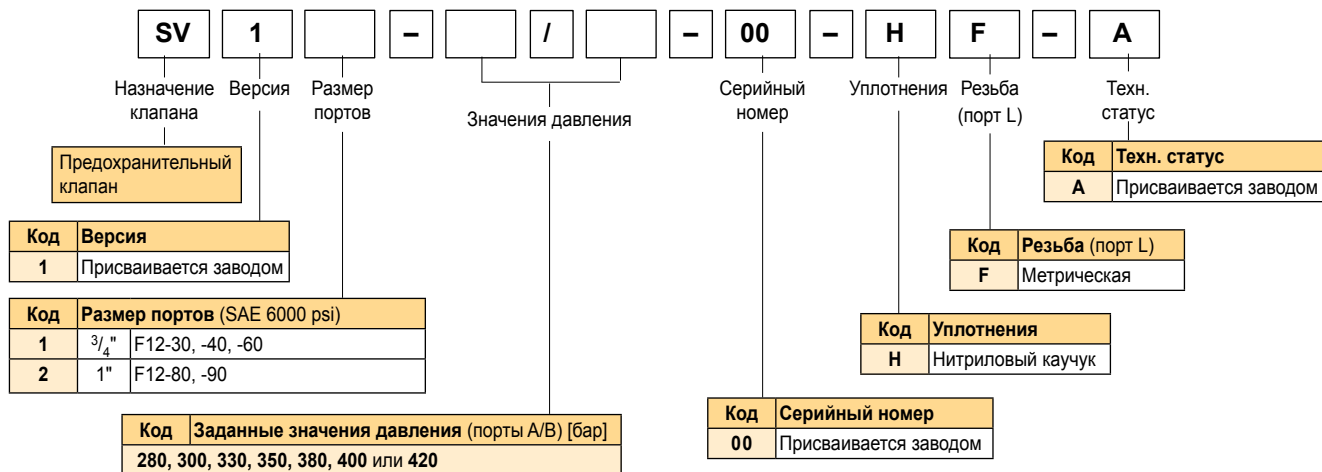 SV 1 – / – 00 – H F – A
Назначение клапана
Версия
Размер портов
Значения давления
Серийный номер
Уплотнения
Резьба (порт L)
Техн. статус
Предохранительный клапан
Код Техн. статус
A Присваивается заводом
Код Версия
1 Присваивается заводом
Код Резьба (порт L)
F Метрическая
Код Размер портов (SAE 6000 psi)
1 3/4" F12-30, -40, -60
2 1" F12-80, -90
Код Уплотнения
H Нитриловый каучук
Код Заданные значения давления (порты A/B) [бар]
280, 300, 330, 350, 380, 400 или 420
Код Серийный номер
00 Присваивается заводом